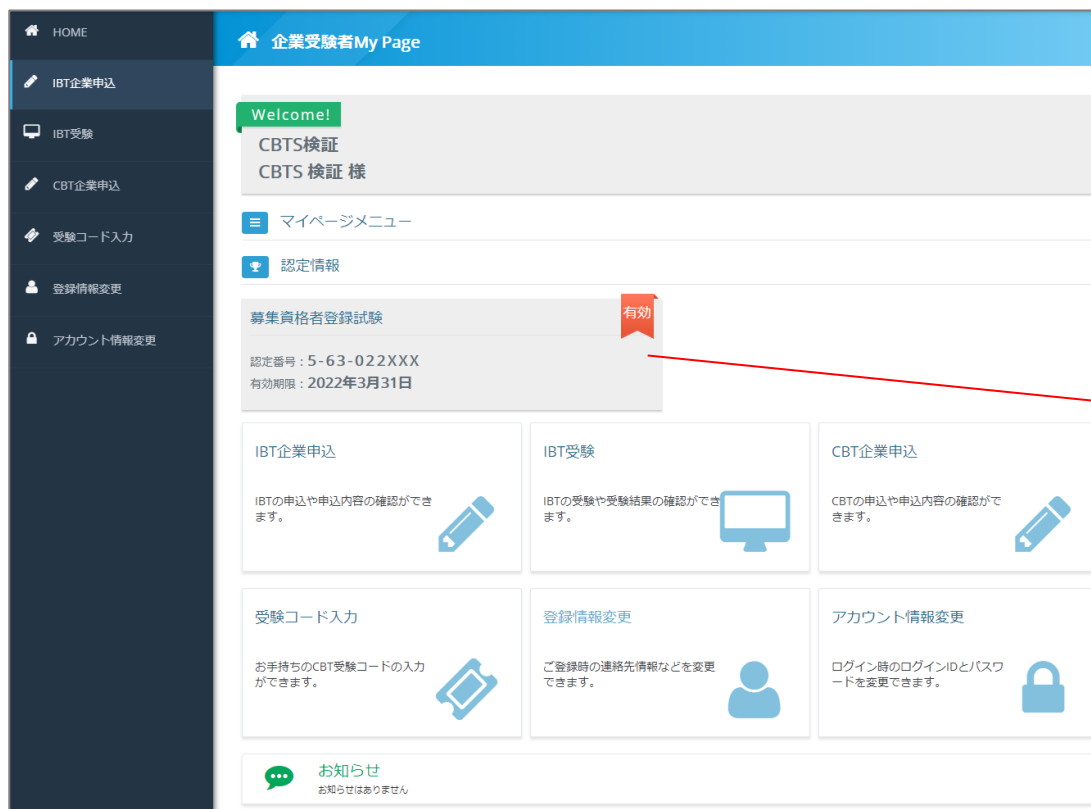 HOME
IBT企業申込
IBT受験
CBT企業申込
受験コード入力
登録情報変更
アカウント情報変更
企業受験者My Page
Welcome!
CBTS検証
CBTS 検証 様
マイページメニュー
認定情報
募集資格者登録試験
有効
認定番号：5-63-022XXX
有効期限：2022年3月31日
IBT企業申込
IBTの申込や申込内容の確認ができ
ます。
IBT受験
IBTの受験や受験結果の確認ができ
ます。
CBT企業申込
CBTの申込や申込内容の確認がで
きます。
受験コード入力
お手持ちのCBT受験コードの入力
ができます。
登録情報変更
ご登録時の連絡先情報などを変更
できます。
アカウント情報変更
ログイン時のログインIDとパスワ
ードを変更できます。
お知らせ
お知らせはありません